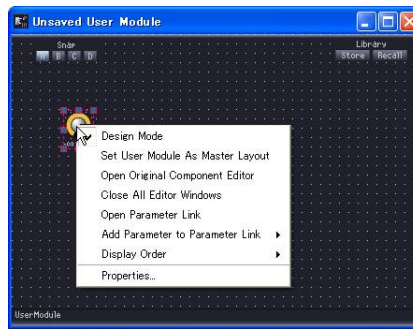 Unsaved User Module
Snap
A B C D
Library
Store Recall
Design Mode
Set User Module As Master Layout
Open Original Component Editor
Close All Editor Windows
Open Parameter Link
Add Parameter to Parameter Link
Display Order
Properties...
UserModule